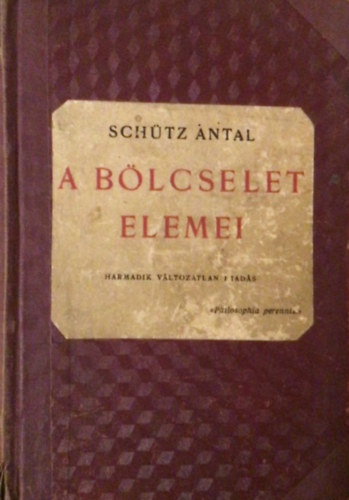 SCHÜTZ ANTAL
A BÖLCSELET
ELEMEI
HARMADIK VÁLTOZATLAN KIADÁS
»Philosophia perennis«